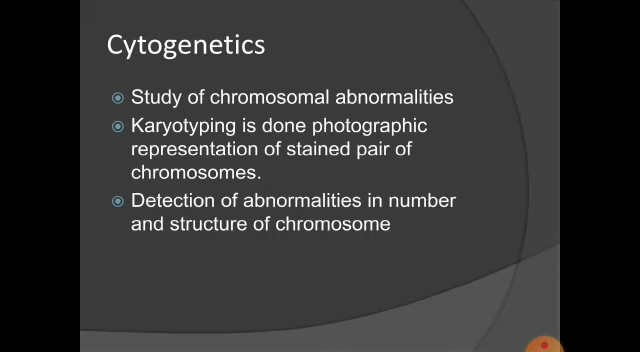 Cytogenetics
Study of chromosomal abnormalities
Karyotyping is done photographic
representation of stained pair of
chromosomes.
Detection of abnormalities in number
and structure of chromosome